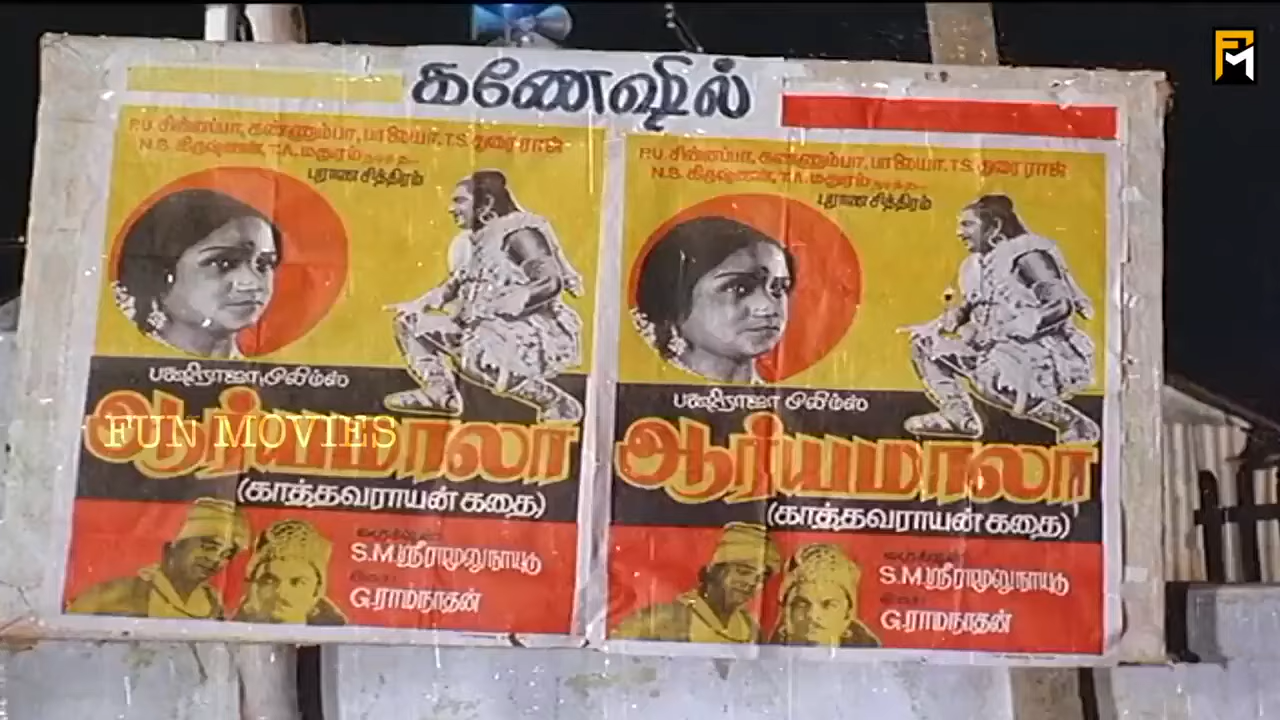 கணேஷில்
P.U. சின்னப்பா, கண்ணும்பா, பாலையா, T.S. துரைராஜ்
N.S. கிருஷ்ணன், T.A. மதுரம் நடித்த
புராண சித்திரம்
பக்ஷிராஜா பிலிம்ஸ்
ஆர்யமாலா
(காத்தவராயன் கதை)
S.M. ஸ்ரீராமுலுநாயுடு
G. ராமநாதன்
P.U. சின்னப்பா, கண்ணும்பா, பாலையா, T.S. துரைராஜ்
N.S. கிருஷ்ணன், T.A. மதுரம் நடித்த
புராண சித்திரம்
பக்ஷிராஜா பிலிம்ஸ்
ஆர்யமாலா
(காத்தவராயன் கதை)
S.M. ஸ்ரீராமுலுநாயுடு
G. ராமநாதன்
FUN MOVIES
FM